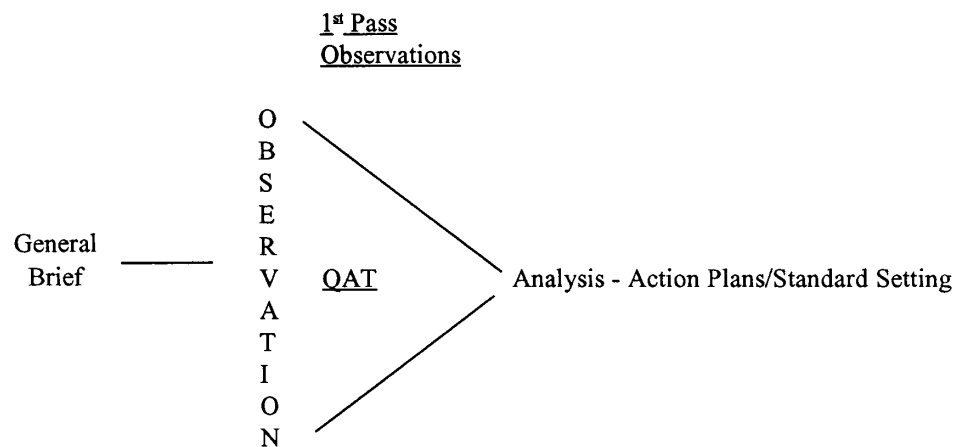 1st Pass
Observations
O
B
S
E
R
V
A
T
I
O
N
General
Brief
QAT
Analysis - Action Plans/Standard Setting